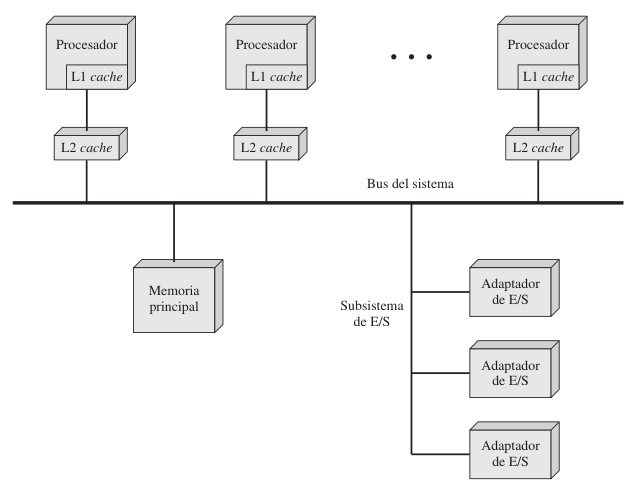 Procesador
L1 cache
L2 cache
Procesador
L1 cache
L2 cache
• • •
Procesador
L1 cache
L2 cache
Bus del sistema
Memoria
principal
Subsistema
de E/S
Adaptador
de E/S
Adaptador
de E/S
Adaptador
de E/S